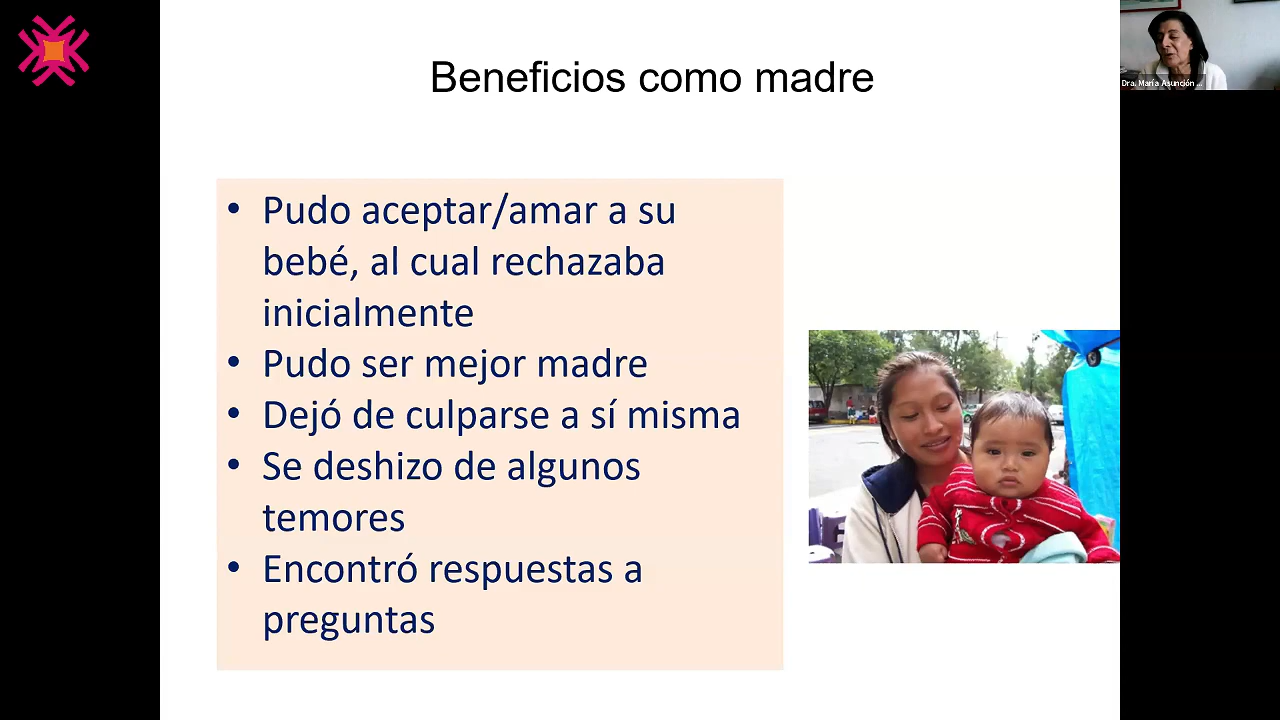 Beneficios como madre
Dra. María Asunción ...
• Pudo aceptar/amar a su
bebé, al cual rechazaba
inicialmente
• Pudo ser mejor madre
• Dejó de culparse a sí misma
• Se deshizo de algunos
temores
• Encontró respuestas a
preguntas